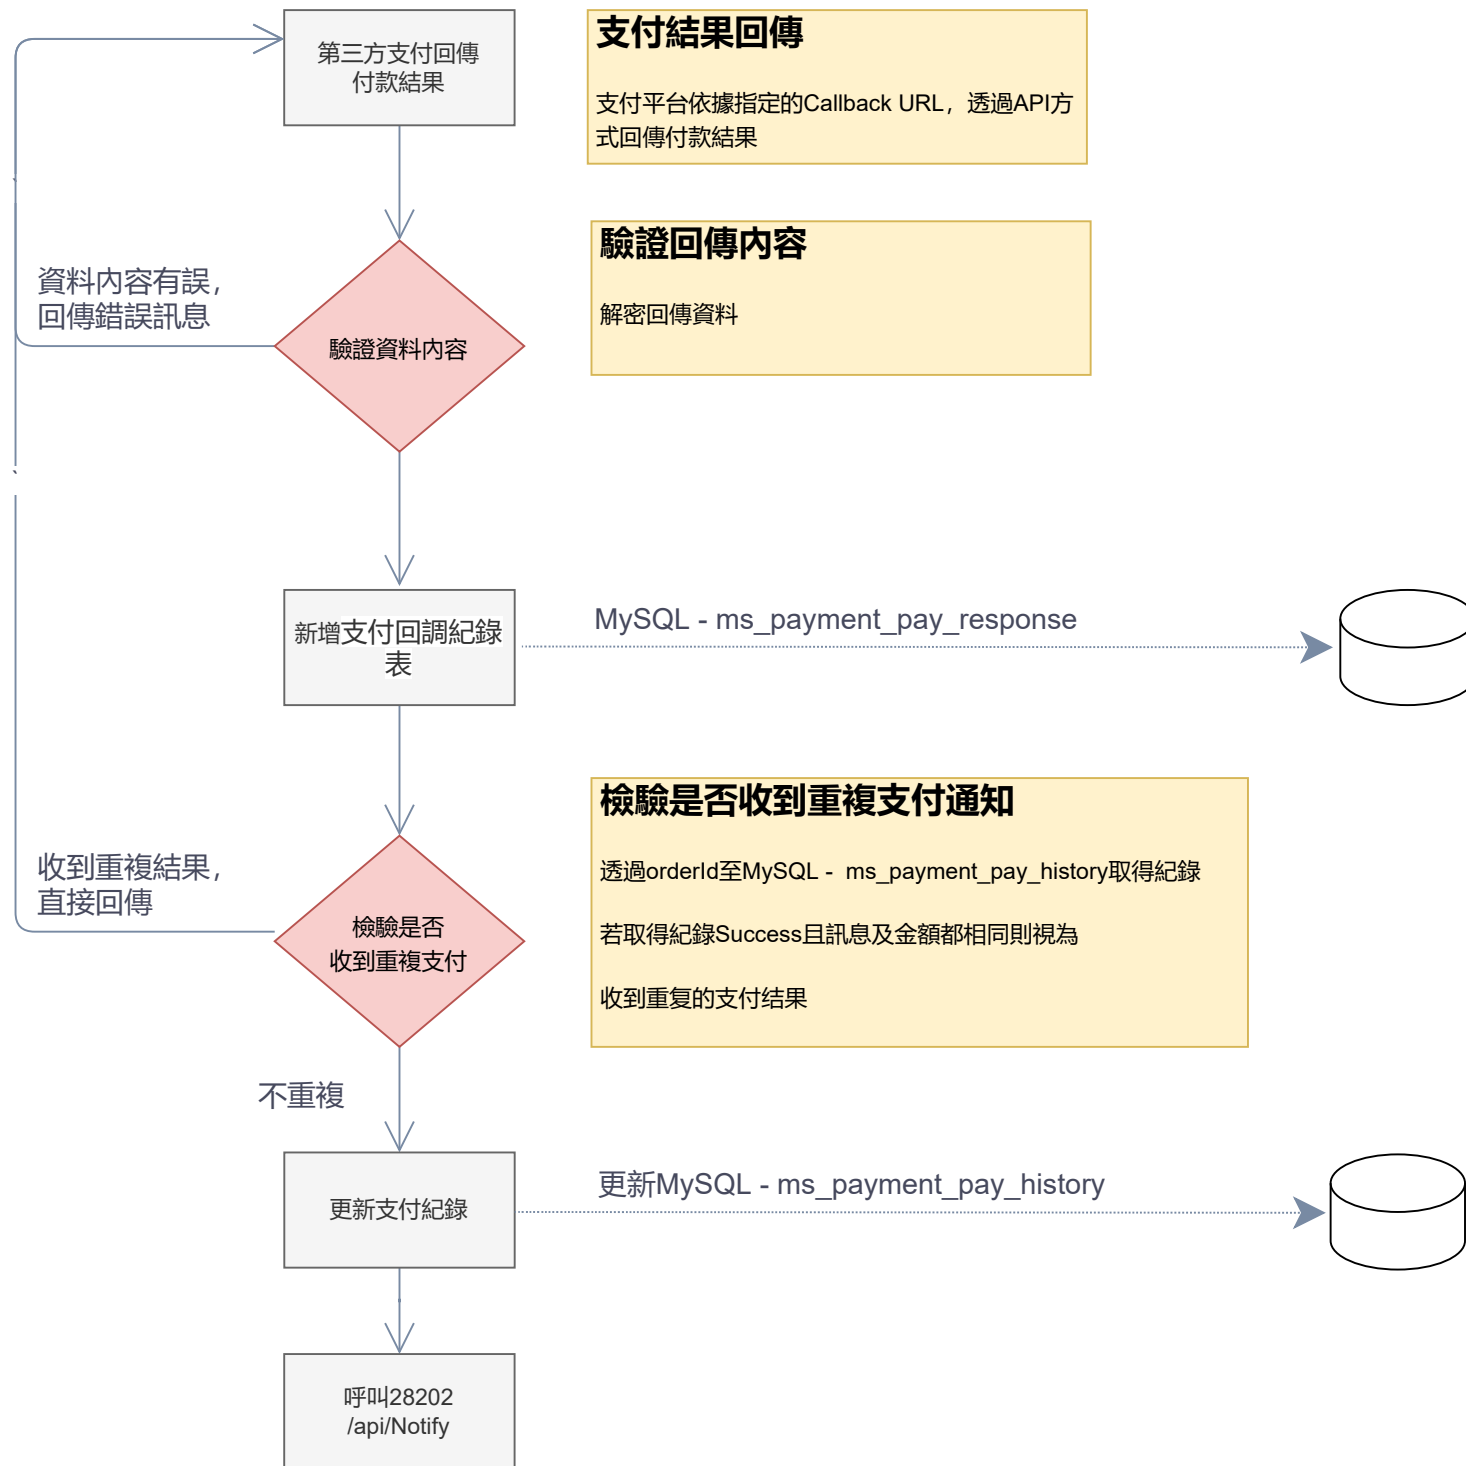 第三方支付回傳
付款結果
支付結果回傳
支付平台依據指定的Callback URL，透過API方
式回傳付款結果
驗證回傳內容
解密回傳資料
資料內容有誤，
回傳錯誤訊息
驗證資料內容
新增支付回調紀錄
表
MySQL - ms_payment_pay_response
檢驗是否收到重複支付通知
透過orderId至MySQL - ms_payment_pay_history取得紀錄
若取得紀錄Success且訊息及金額都相同則視為
收到重复的支付结果
收到重複結果，
直接回傳
檢驗是否
收到重複支付
不重複
更新支付紀錄
更新MySQL - ms_payment_pay_history
呼叫28202
/api/Notify